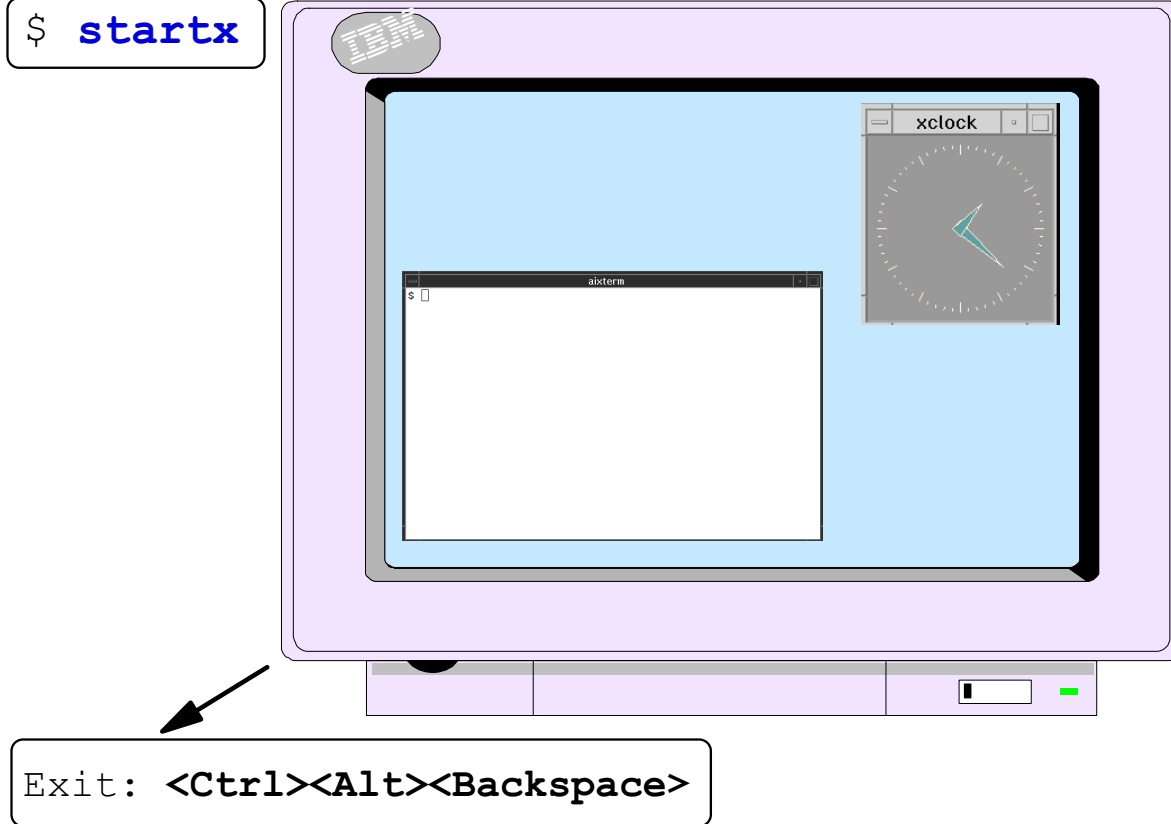 $ startx
IBM
xclock
aixterm
$
Exit: <Ctrl><Alt><Backspace>